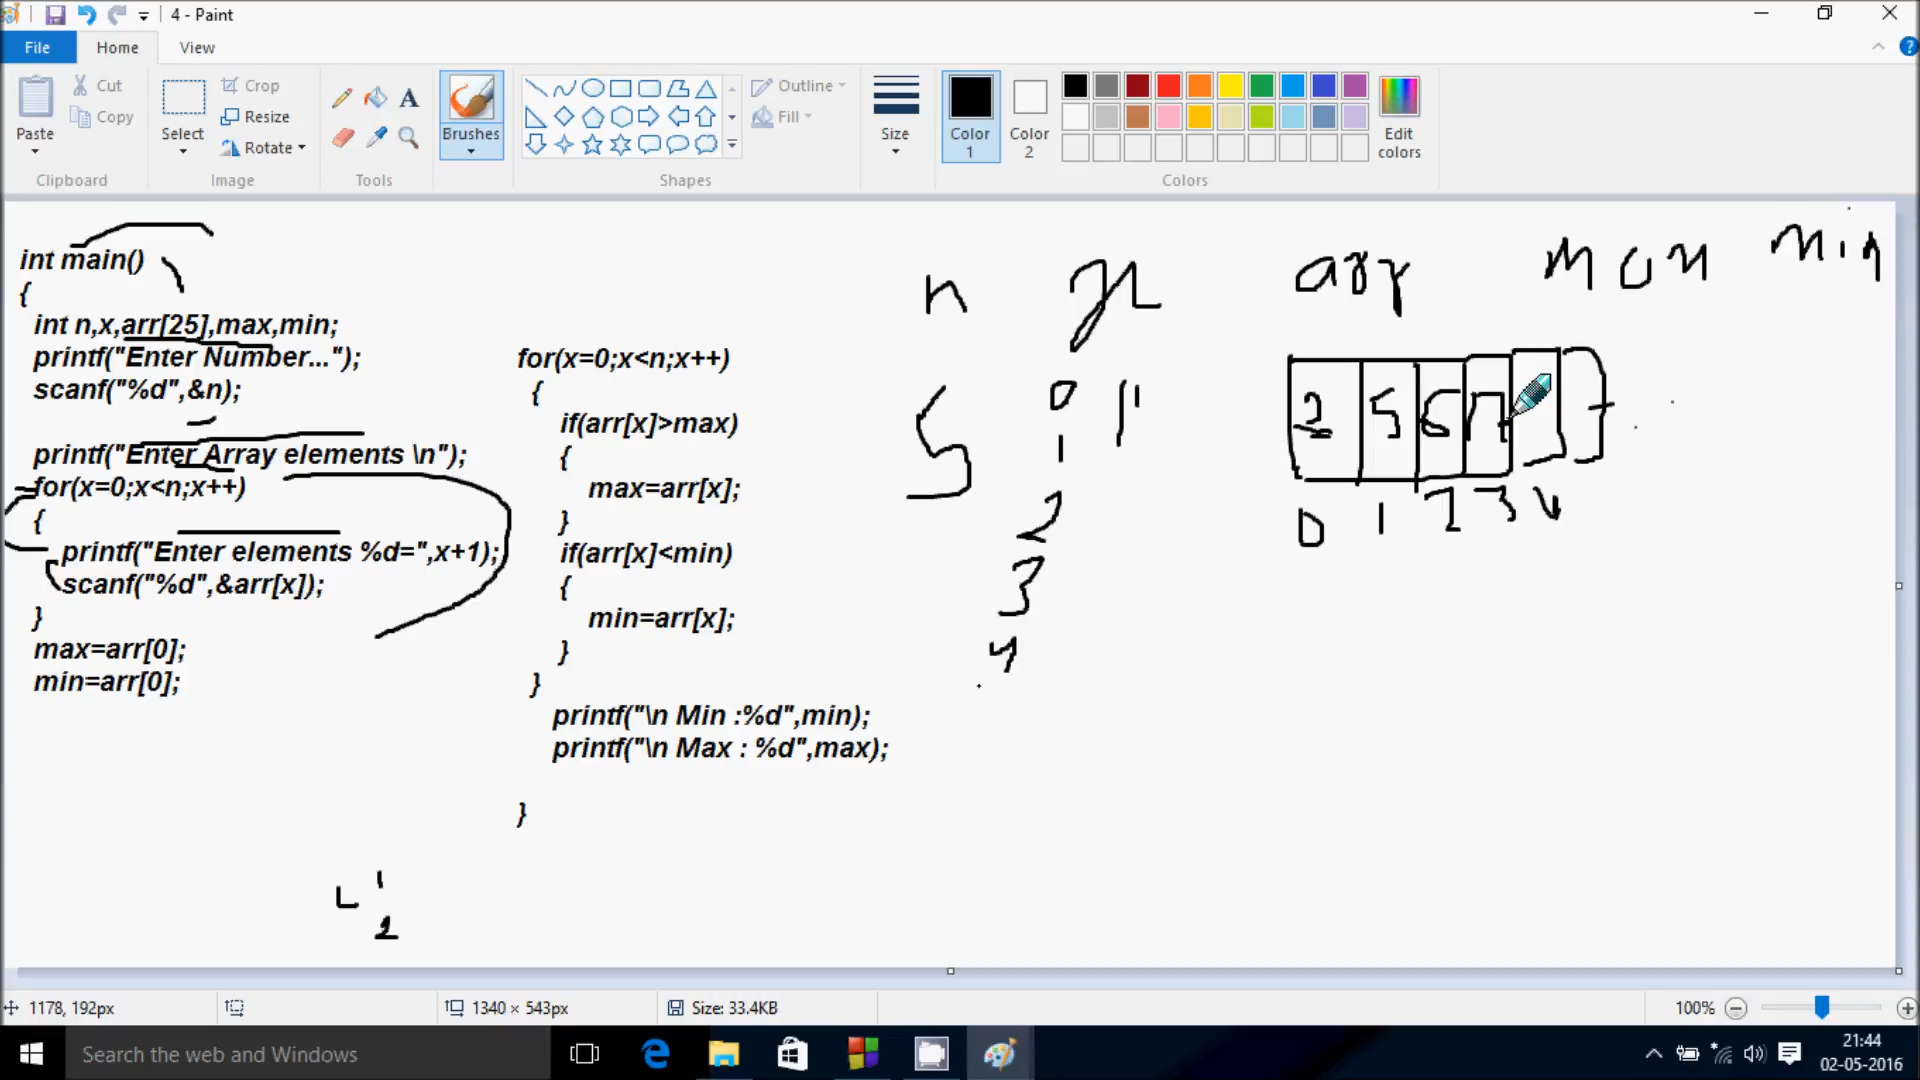 4 - Paint
File Home View
Paste
Cut
Copy
Clipboard
Select
Crop
Resize
Rotate
Image
Tools
Brushes
Shapes
Outline
Fill
Size
Color 1
Color 2
Edit colors
Colors
int main()
{
int n,x,arr[25],max,min;
printf("Enter Number...");
scanf("%d",&n);
printf("Enter Array elements \n");
for(x=0;x<n;x++)
{
printf("Enter elements %d=",x+1);
scanf("%d",&arr[x]);
}
max=arr[0];
min=arr[0];
for(x=0;x<n;x++)
{
if(arr[x]>max)
{
max=arr[x];
}
if(arr[x]<min)
{
min=arr[x];
}
}
printf("\n Min :%d",min);
printf("\n Max : %d",max);
}
n x arr max min
5
0
1
2
3
4
2 5 6 7
0 1 2 3 4
1178, 192px
1340 × 543px
Size: 33.4KB
100%
Search the web and Windows
21:44
02-05-2016